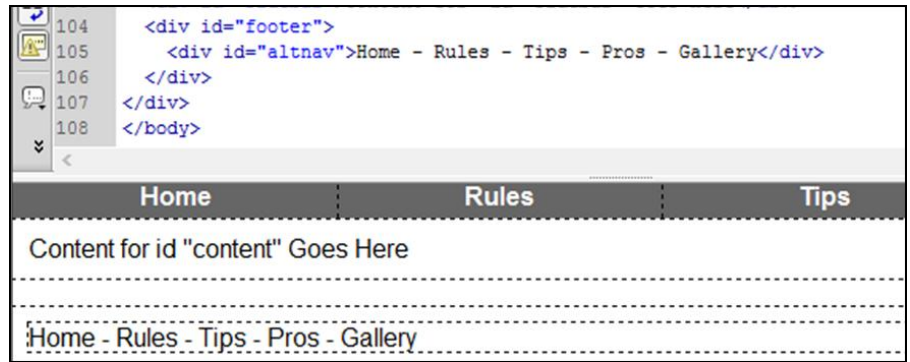 104 <div id="footer">
105 <div id="altnav">Home - Rules - Tips - Pros - Gallery</div>
106 </div>
107 </div>
108 </body>
Home Rules Tips
Content for id "content" Goes Here
Home - Rules - Tips - Pros - Gallery